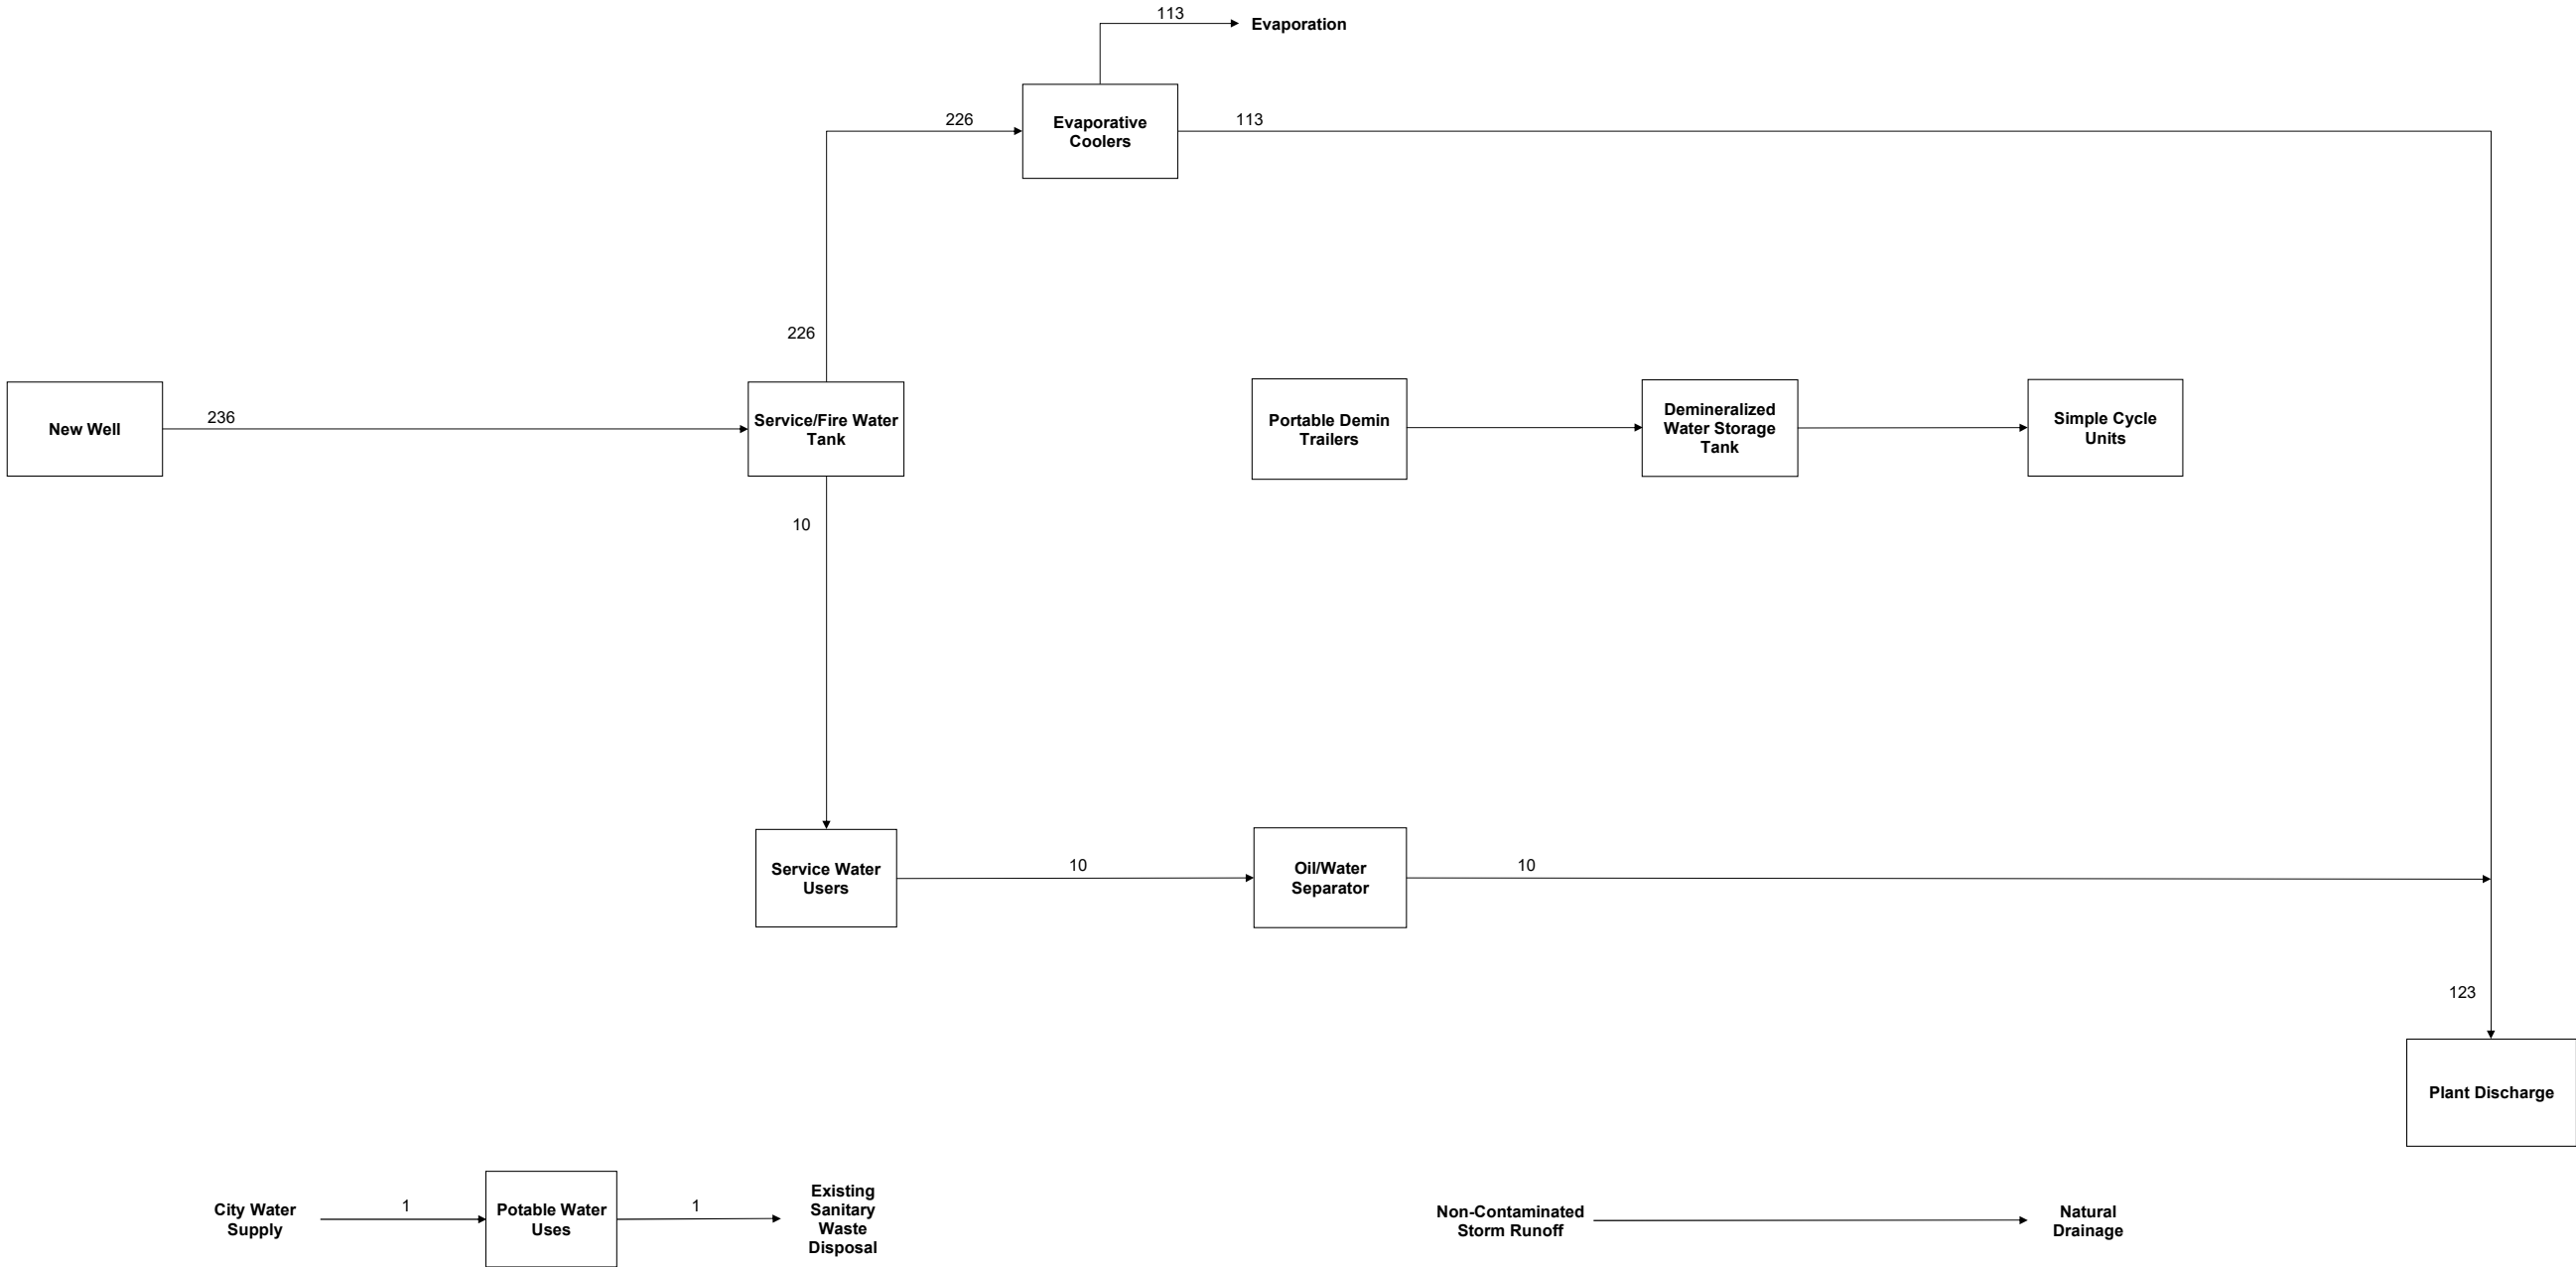 113
Evaporation
226
Evaporative
Coolers
113
226
New Well
236
Service/Fire Water
Tank
Portable Demin
Trailers
Demineralized
Water Storage
Tank
Simple Cycle
Units
10
Service Water
Users
10
Oil/Water
Separator
10
123
Plant Discharge
City Water
Supply
1
Potable Water
Uses
1
Existing
Sanitary
Waste
Disposal
Non-Contaminated
Storm Runoff
Natural
Drainage